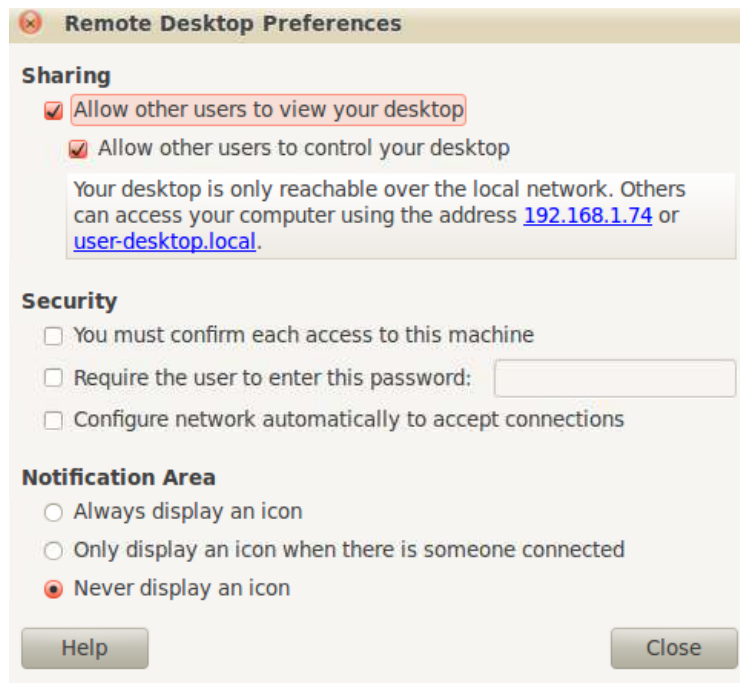 Remote Desktop Preferences
Sharing
Allow other users to view your desktop
Allow other users to control your desktop
Your desktop is only reachable over the local network. Others
can access your computer using the address 192.168.1.74 or
user-desktop.local.
Security
You must confirm each access to this machine
Require the user to enter this password:
Configure network automatically to accept connections
Notification Area
Always display an icon
Only display an icon when there is someone connected
Never display an icon
Help
Close